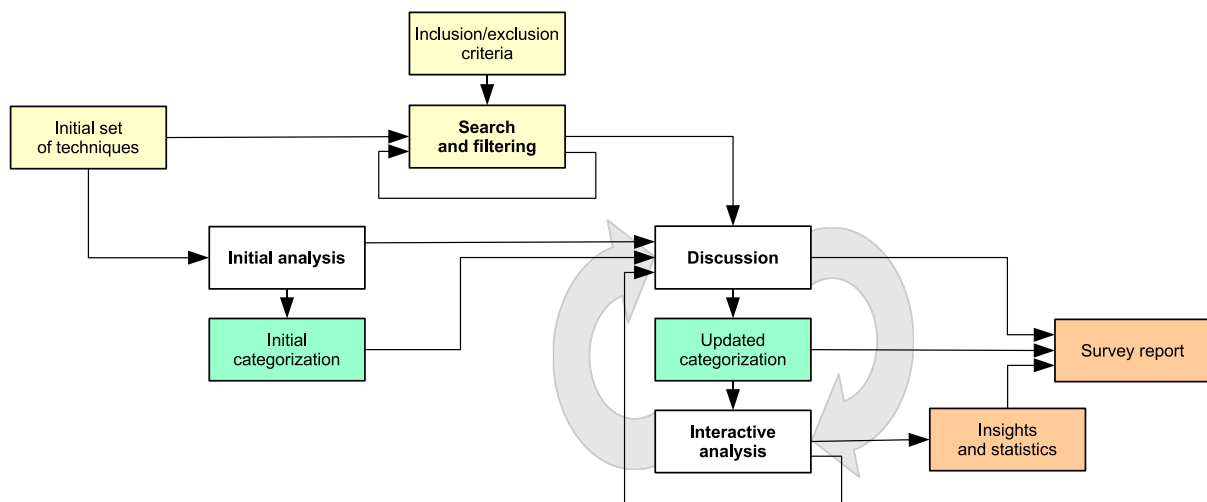 Inclusion/exclusion
criteria
Initial set
of techniques
Search
and filtering
Initial analysis
Discussion
Initial
categorization
Updated
categorization
Survey report
Interactive
analysis
Insights
and statistics